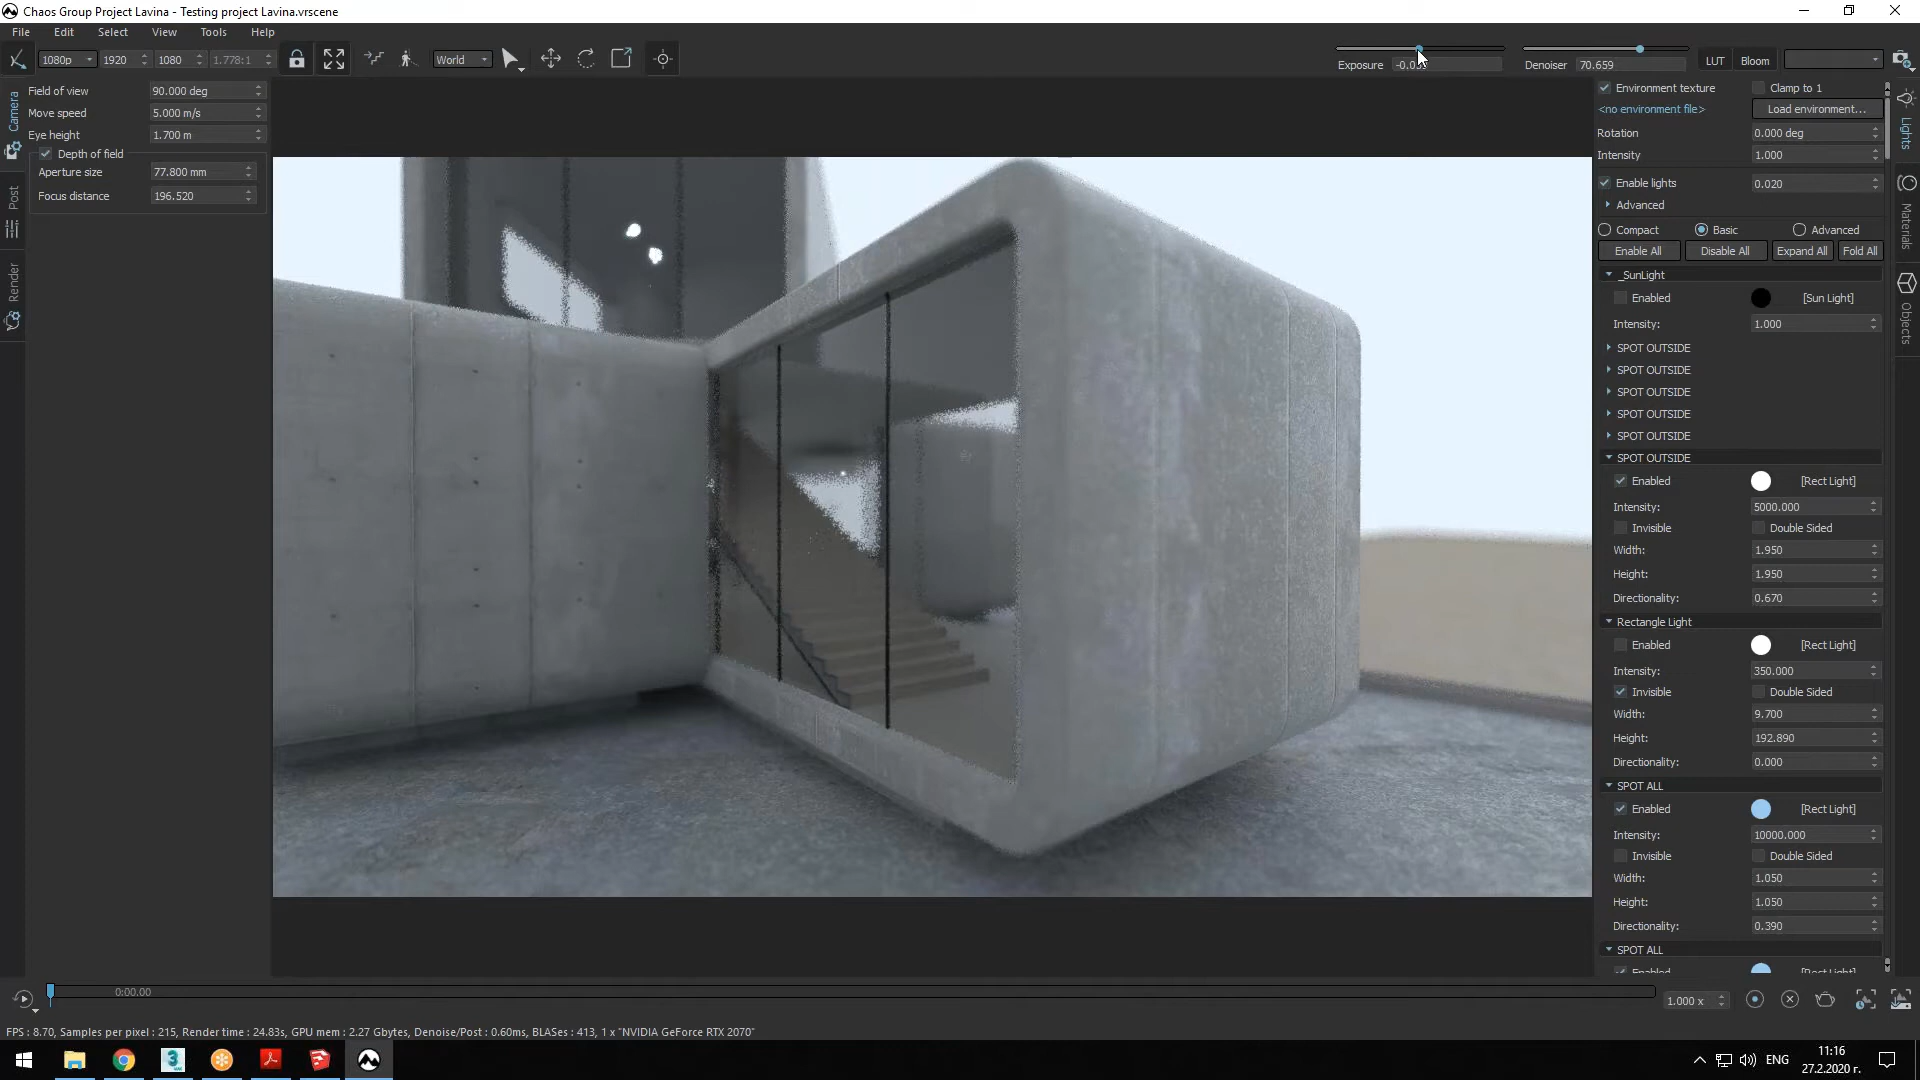 Chaos Group Project Lavina - Testing project Lavina.vrscene
File Edit Select View Tools Help
1080p 1920 1080 1.778:1 World Exposure Denoiser 70.659 LUT Bloom
Camera
Post
Render
Field of view 90.000 deg
Move speed 5.000 m/s
Eye height 1.700 m
Depth of field
Aperture size 77.800 mm
Focus distance 196.520
Environment texture Clamp to 1
<no environment file> Load environment...
Rotation 0.000 deg
Intensity 1.000
Enable lights 0.020
Advanced
Compact Basic Advanced
Enable All Disable All Expand All Fold All
_SunLight
Enabled [Sun Light]
Intensity: 1.000
SPOT OUTSIDE
SPOT OUTSIDE
SPOT OUTSIDE
SPOT OUTSIDE
SPOT OUTSIDE
SPOT OUTSIDE
Enabled [Rect Light]
Intensity: 5000.000
Invisible Double Sided
Width: 1.950
Height: 1.950
Directionality: 0.670
Rectangle Light
Enabled [Rect Light]
Intensity: 350.000
Invisible Double Sided
Width: 9.700
Height: 192.890
Directionality: 0.000
SPOT ALL
Enabled [Rect Light]
Intensity: 10000.000
Invisible Double Sided
Width: 1.050
Height: 1.050
Directionality: 0.390
SPOT ALL
Enabled [Rect Light]
Lights
Materials
Objects
0:00.00
1.000 x
FPS : 8.70, Samples per pixel : 215, Render time : 24.83s, GPU mem : 2.27 Gbytes, Denoise/Post : 0.60ms, BLASes : 413, 1 x "NVIDIA GeForce RTX 2070"
ENG
11:16
27.2.2020 г.